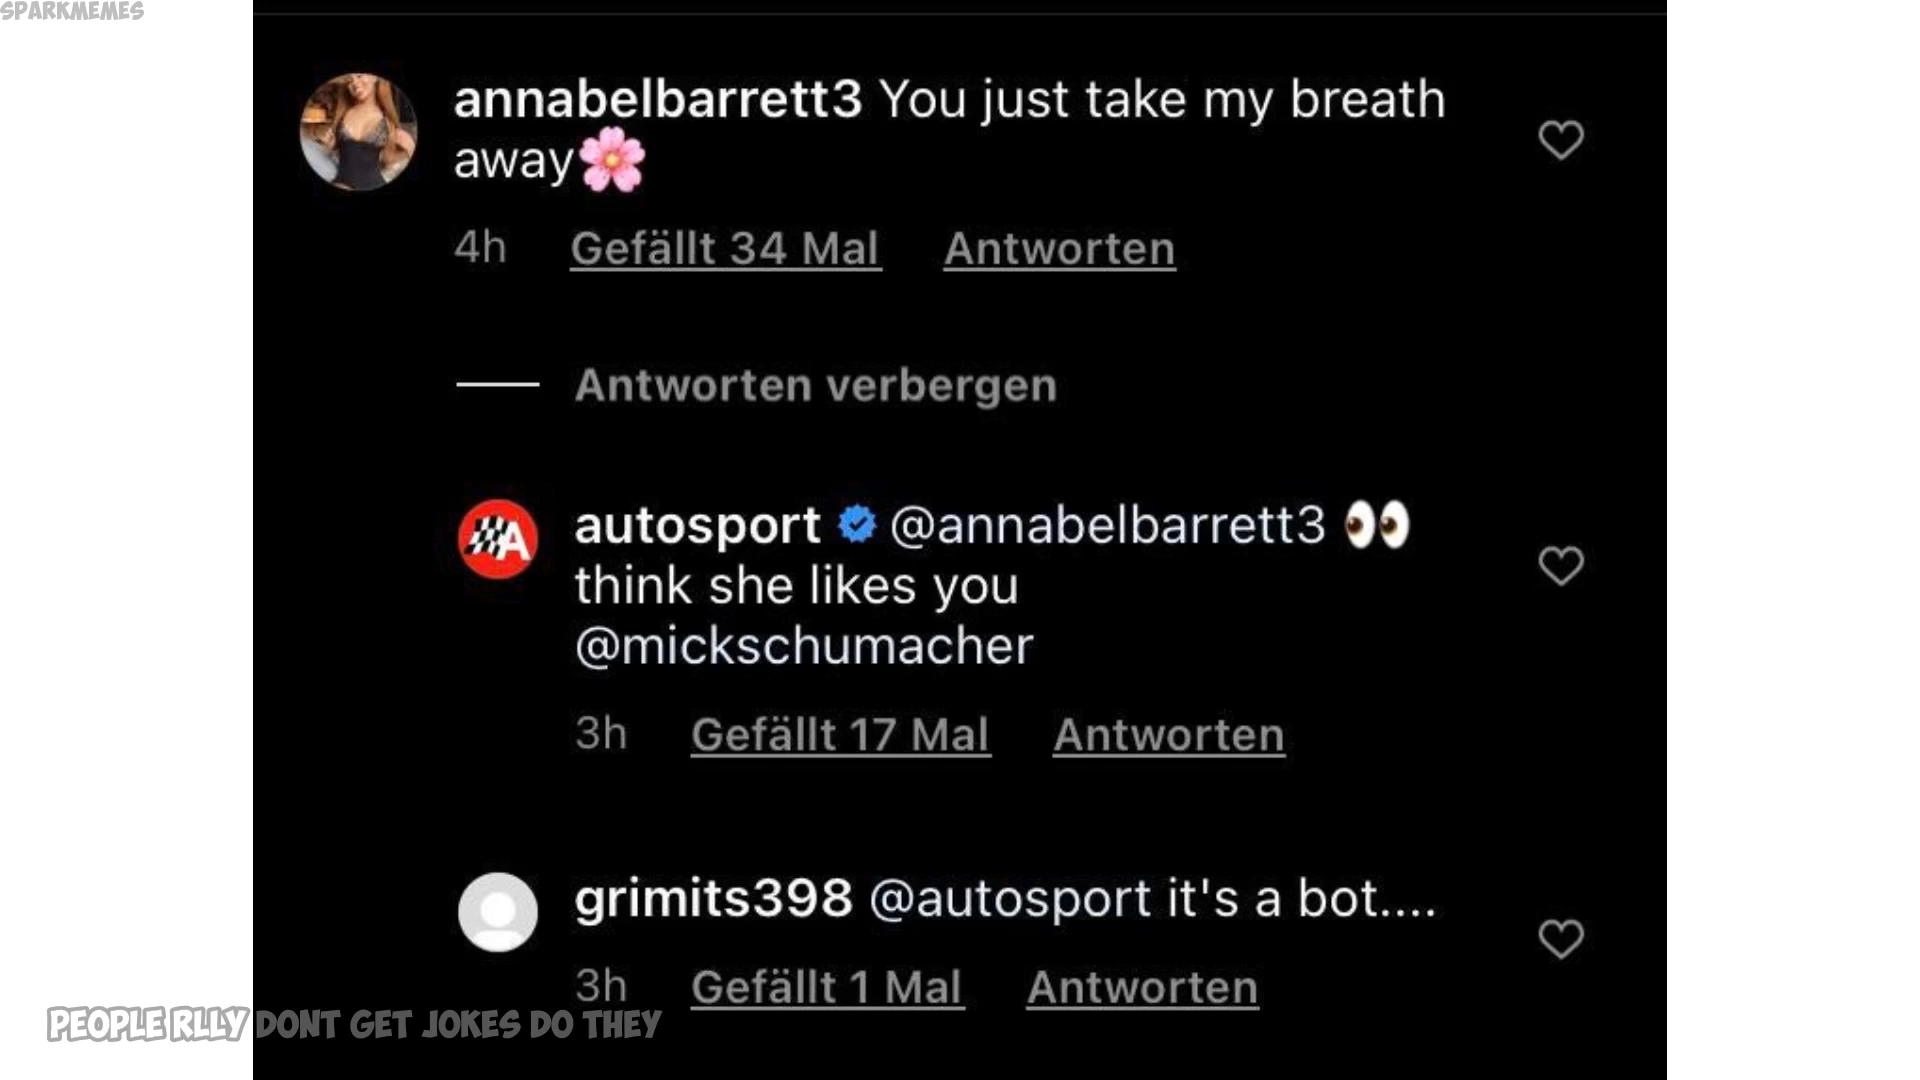 SPARKMEMES
annabelbarrett3 You just take my breath
away🌸
4h Gefällt 34 Mal Antworten
Antworten verbergen
autosport @annabelbarrett3 👀
think she likes you
@mickschumacher
3h Gefällt 17 Mal Antworten
grimits398 @autosport it's a bot....
3h Gefällt 1 Mal Antworten
PEOPLE RLLY DONT GET JOKES DO THEY